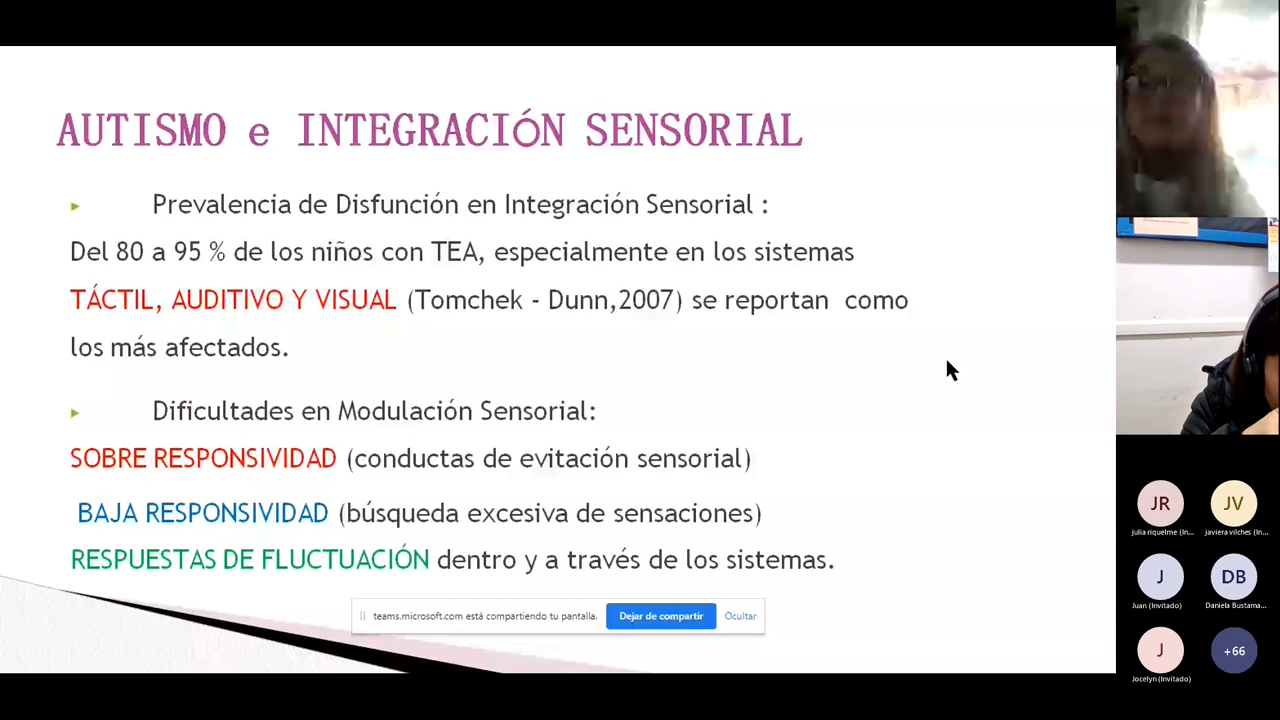 AUTISMO e INTEGRACIÓN SENSORIAL
Prevalencia de Disfunción en Integración Sensorial :
Del 80 a 95 % de los niños con TEA, especialmente en los sistemas
TÁCTIL, AUDITIVO Y VISUAL (Tomchek - Dunn,2007) se reportan como
los más afectados.
Dificultades en Modulación Sensorial:
SOBRE RESPONSIVIDAD (conductas de evitación sensorial)
BAJA RESPONSIVIDAD (búsqueda excesiva de sensaciones)
RESPUESTAS DE FLUCTUACIÓN dentro y a través de los sistemas.
teams.microsoft.com está compartiendo tu pantalla. Dejar de compartir Ocultar
JR JV
julia riquelme (In... javiera vilches (In...
J DB
Juan (Invitado) Daniela Bustama...
J +66
Jocelyn (Invitado)